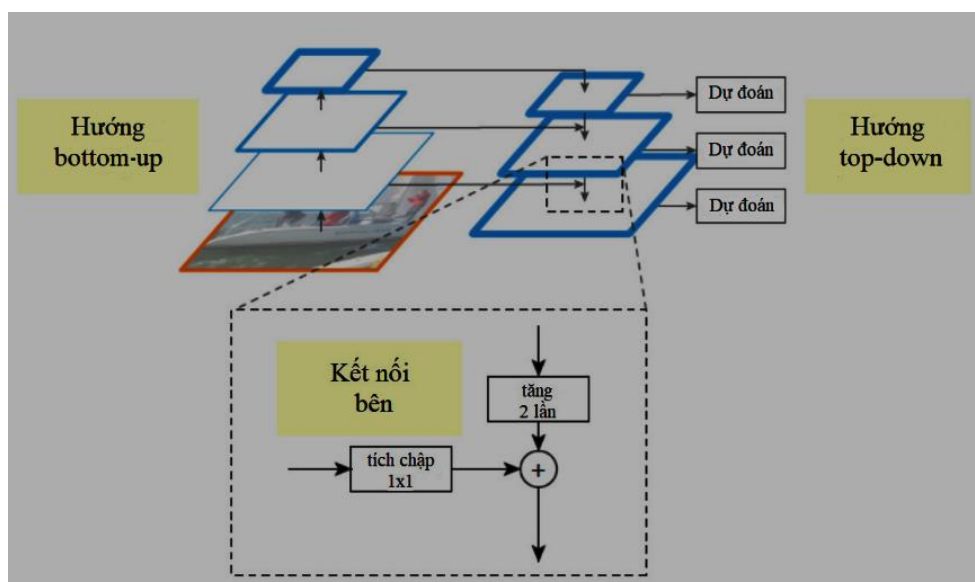 Hướng
bottom-up
Dự đoán
Dự đoán
Dự đoán
Hướng
top-down
Kết nối
bên
tăng
2 lần
tích chập
1x1
+